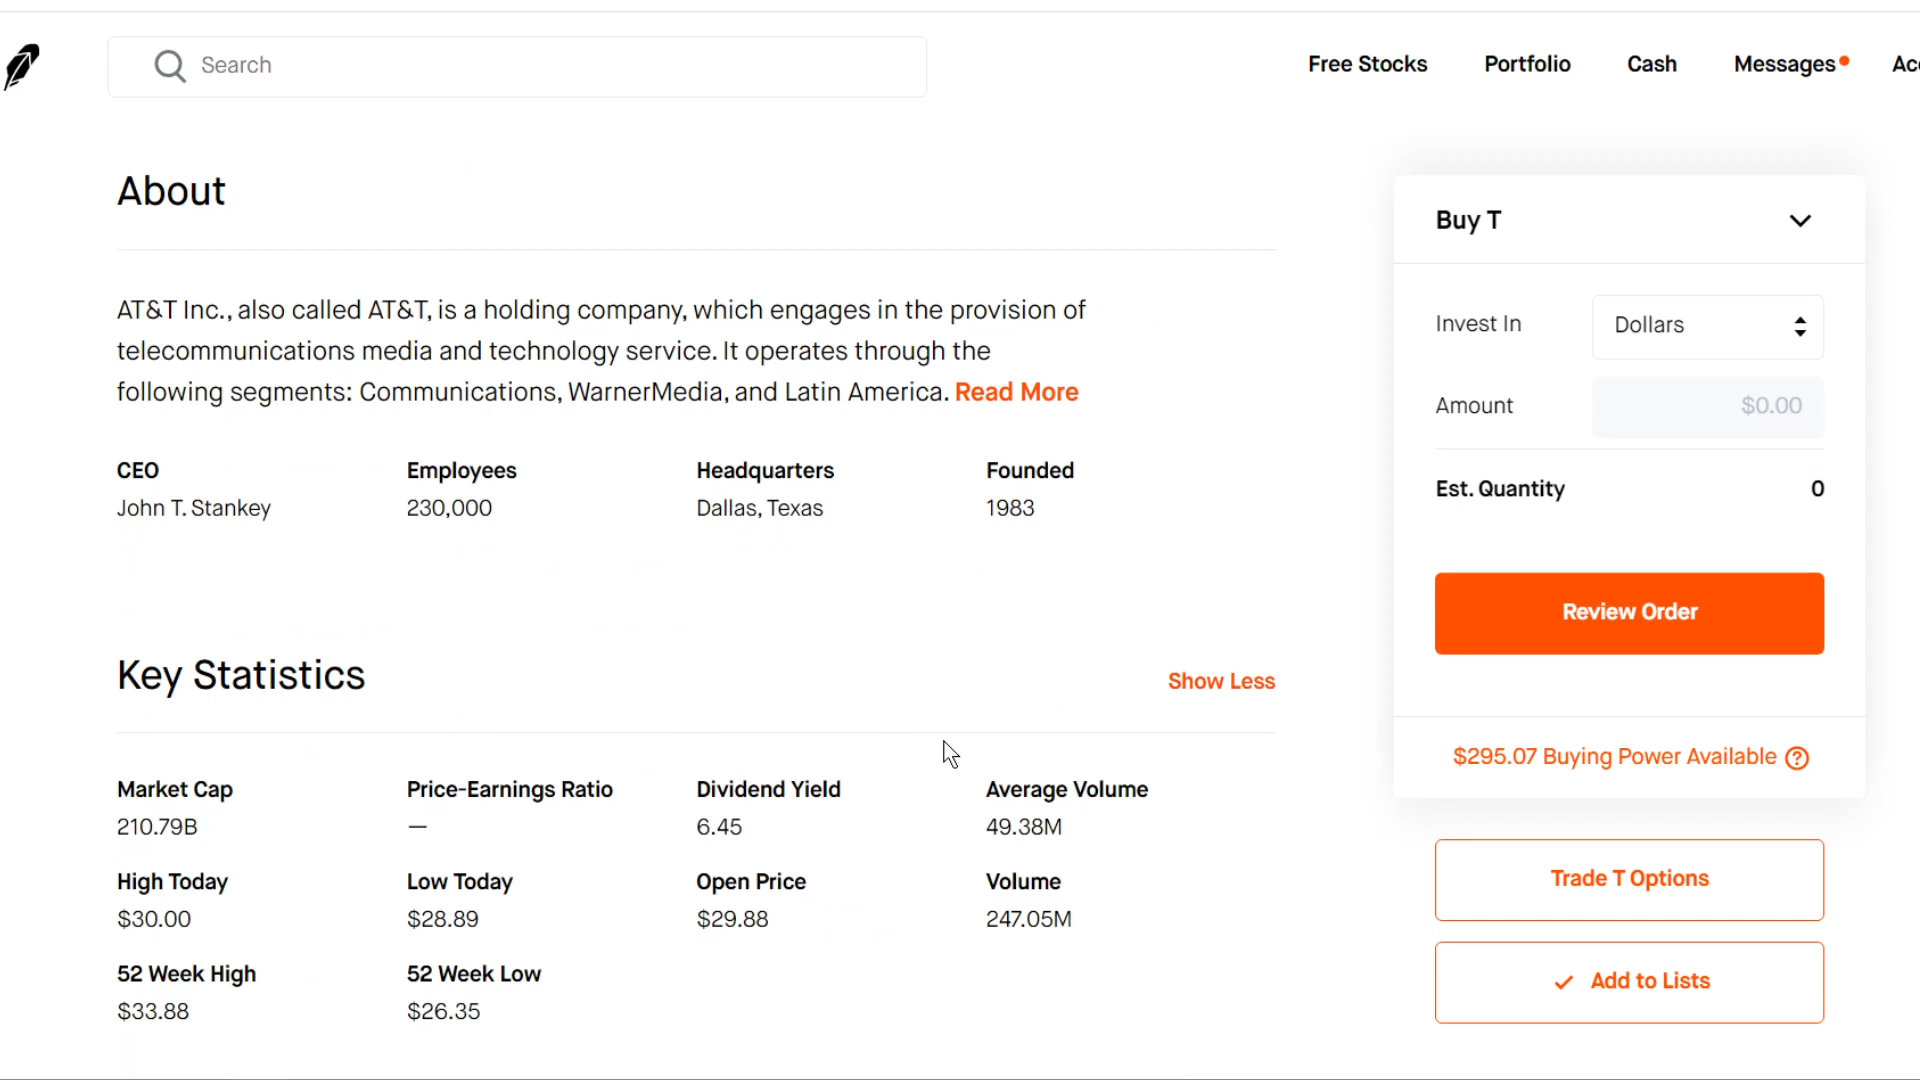 Search
Free Stocks
Portfolio
Cash
Messages
About
AT&T Inc., also called AT&T, is a holding company, which engages in the provision of
telecommunications media and technology service. It operates through the
following segments: Communications, WarnerMedia, and Latin America. Read More
CEO
John T. Stankey
Employees
230,000
Headquarters
Dallas, Texas
Founded
1983
Key Statistics
Show Less
Market Cap
210.79B
Price-Earnings Ratio
—
Dividend Yield
6.45
Average Volume
49.38M
High Today
$30.00
Low Today
$28.89
Open Price
$29.88
Volume
247.05M
52 Week High
$33.88
52 Week Low
$26.35
Buy T
Invest In
Dollars
Amount
$0.00
Est. Quantity
0
Review Order
$295.07 Buying Power Available
Trade T Options
Add to Lists